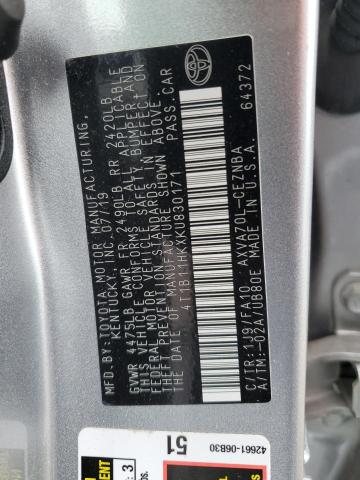 MFD.BY:TOYOTA MOTOR MANUFACTURING,
KENTUCKY, INC. 07/19
GVWR 4475LB GAWR FR 2490LB RR 2420LB
THIS VEHICLE CONFORMS TO ALL APPLICABLE
FEDERAL MOTOR VEHICLE SAFETY, BUMPER AND
THEFT PREVENTION STANDARDS IN EFFECT
ON THE DATE OF MANUFACTURE SHOWN ABOVE.
4T1B11HKXKU830171 PASS.CAR
C/TR:1J9/FA10 AXVA70L-CEZNBA
A/TM:-02A/UB80E MADE IN U.S.A.
64372
TOYOTA
42661-06B30
51
3